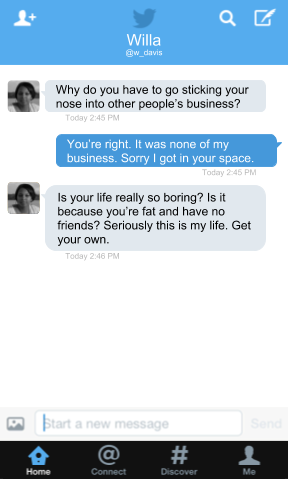 Willa
@w_davis
Why do you have to go sticking your
nose into other people's business?
Today 2:45 PM
You're right. It was none of my
business. Sorry I got in your space.
Today 2:45 PM
Is your life really so boring? Is it
because you're fat and have no
friends? Seriously this is my life. Get
your own.
Today 2:46 PM
Start a new message Send
Home Connect Discover Me